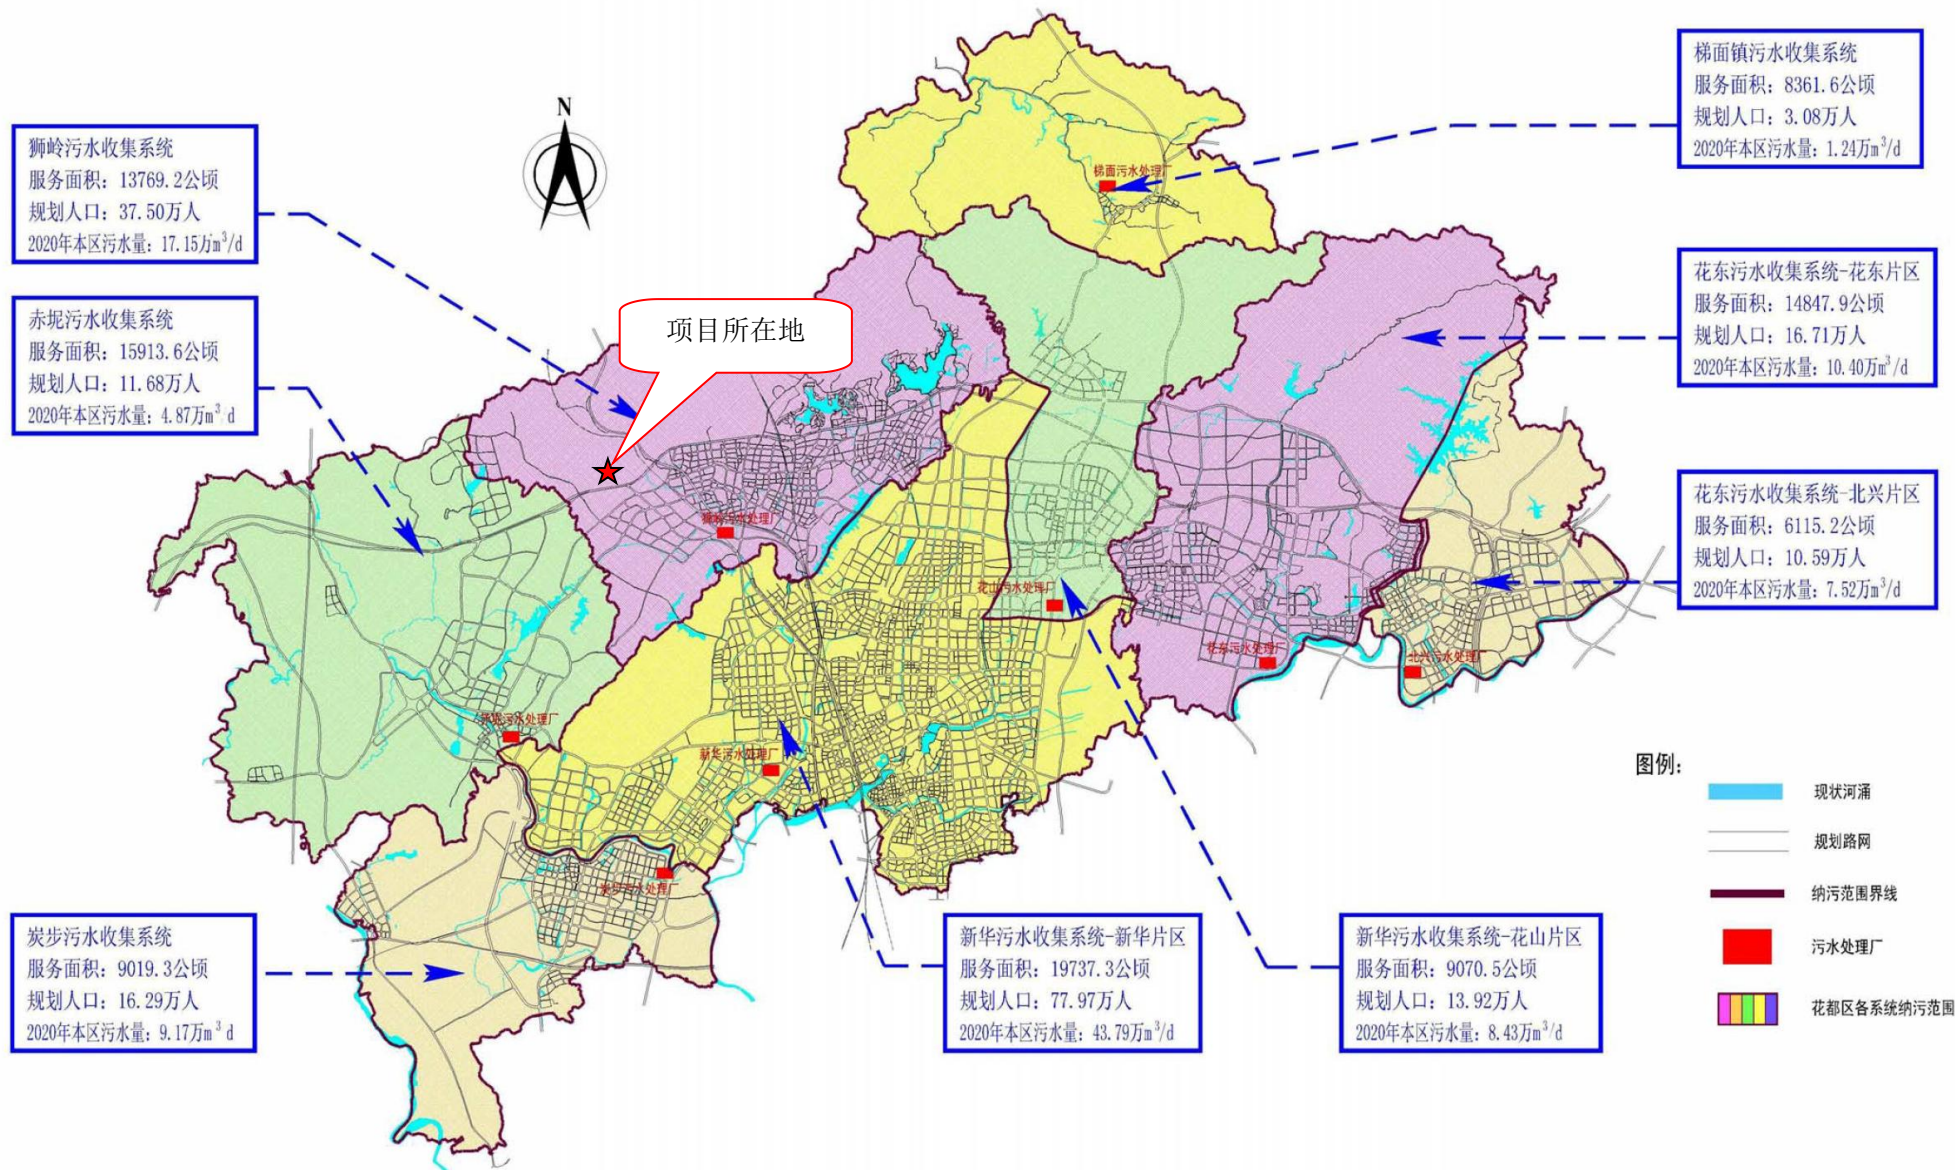 梯面镇污水收集系统
服务面积：8361.6公顷
规划人口：3.08万人
2020年本区污水量：1.24万m³/d
N
狮岭污水收集系统
服务面积：13769.2公顷
规划人口：37.50万人
2020年本区污水量：17.15万m³/d
梯面污水处理厂
花东污水收集系统-花东片区
服务面积：14847.9公顷
规划人口：16.71万人
2020年本区污水量：10.40万m³/d
赤坭污水收集系统
服务面积：15913.6公顷
规划人口：11.68万人
2020年本区污水量：4.87万m³ d
项目所在地
花东污水收集系统-北兴片区
服务面积：6115.2公顷
规划人口：10.59万人
2020年本区污水量：7.52万m³/d
狮岭污水处理厂
花山污水处理厂
花东污水处理厂
北兴污水处理厂
赤坭污水处理厂
新华污水处理厂
炭步污水处理厂
图例：
现状河涌
规划路网
纳污范围界线
污水处理厂
花都区各系统纳污范围
炭步污水收集系统
服务面积：9019.3公顷
规划人口：16.29万人
2020年本区污水量：9.17万m³ d
新华污水收集系统-新华片区
服务面积：19737.3公顷
规划人口：77.97万人
2020年本区污水量：43.79万m³/d
新华污水收集系统-花山片区
服务面积：9070.5公顷
规划人口：13.92万人
2020年本区污水量：8.43万m³/d